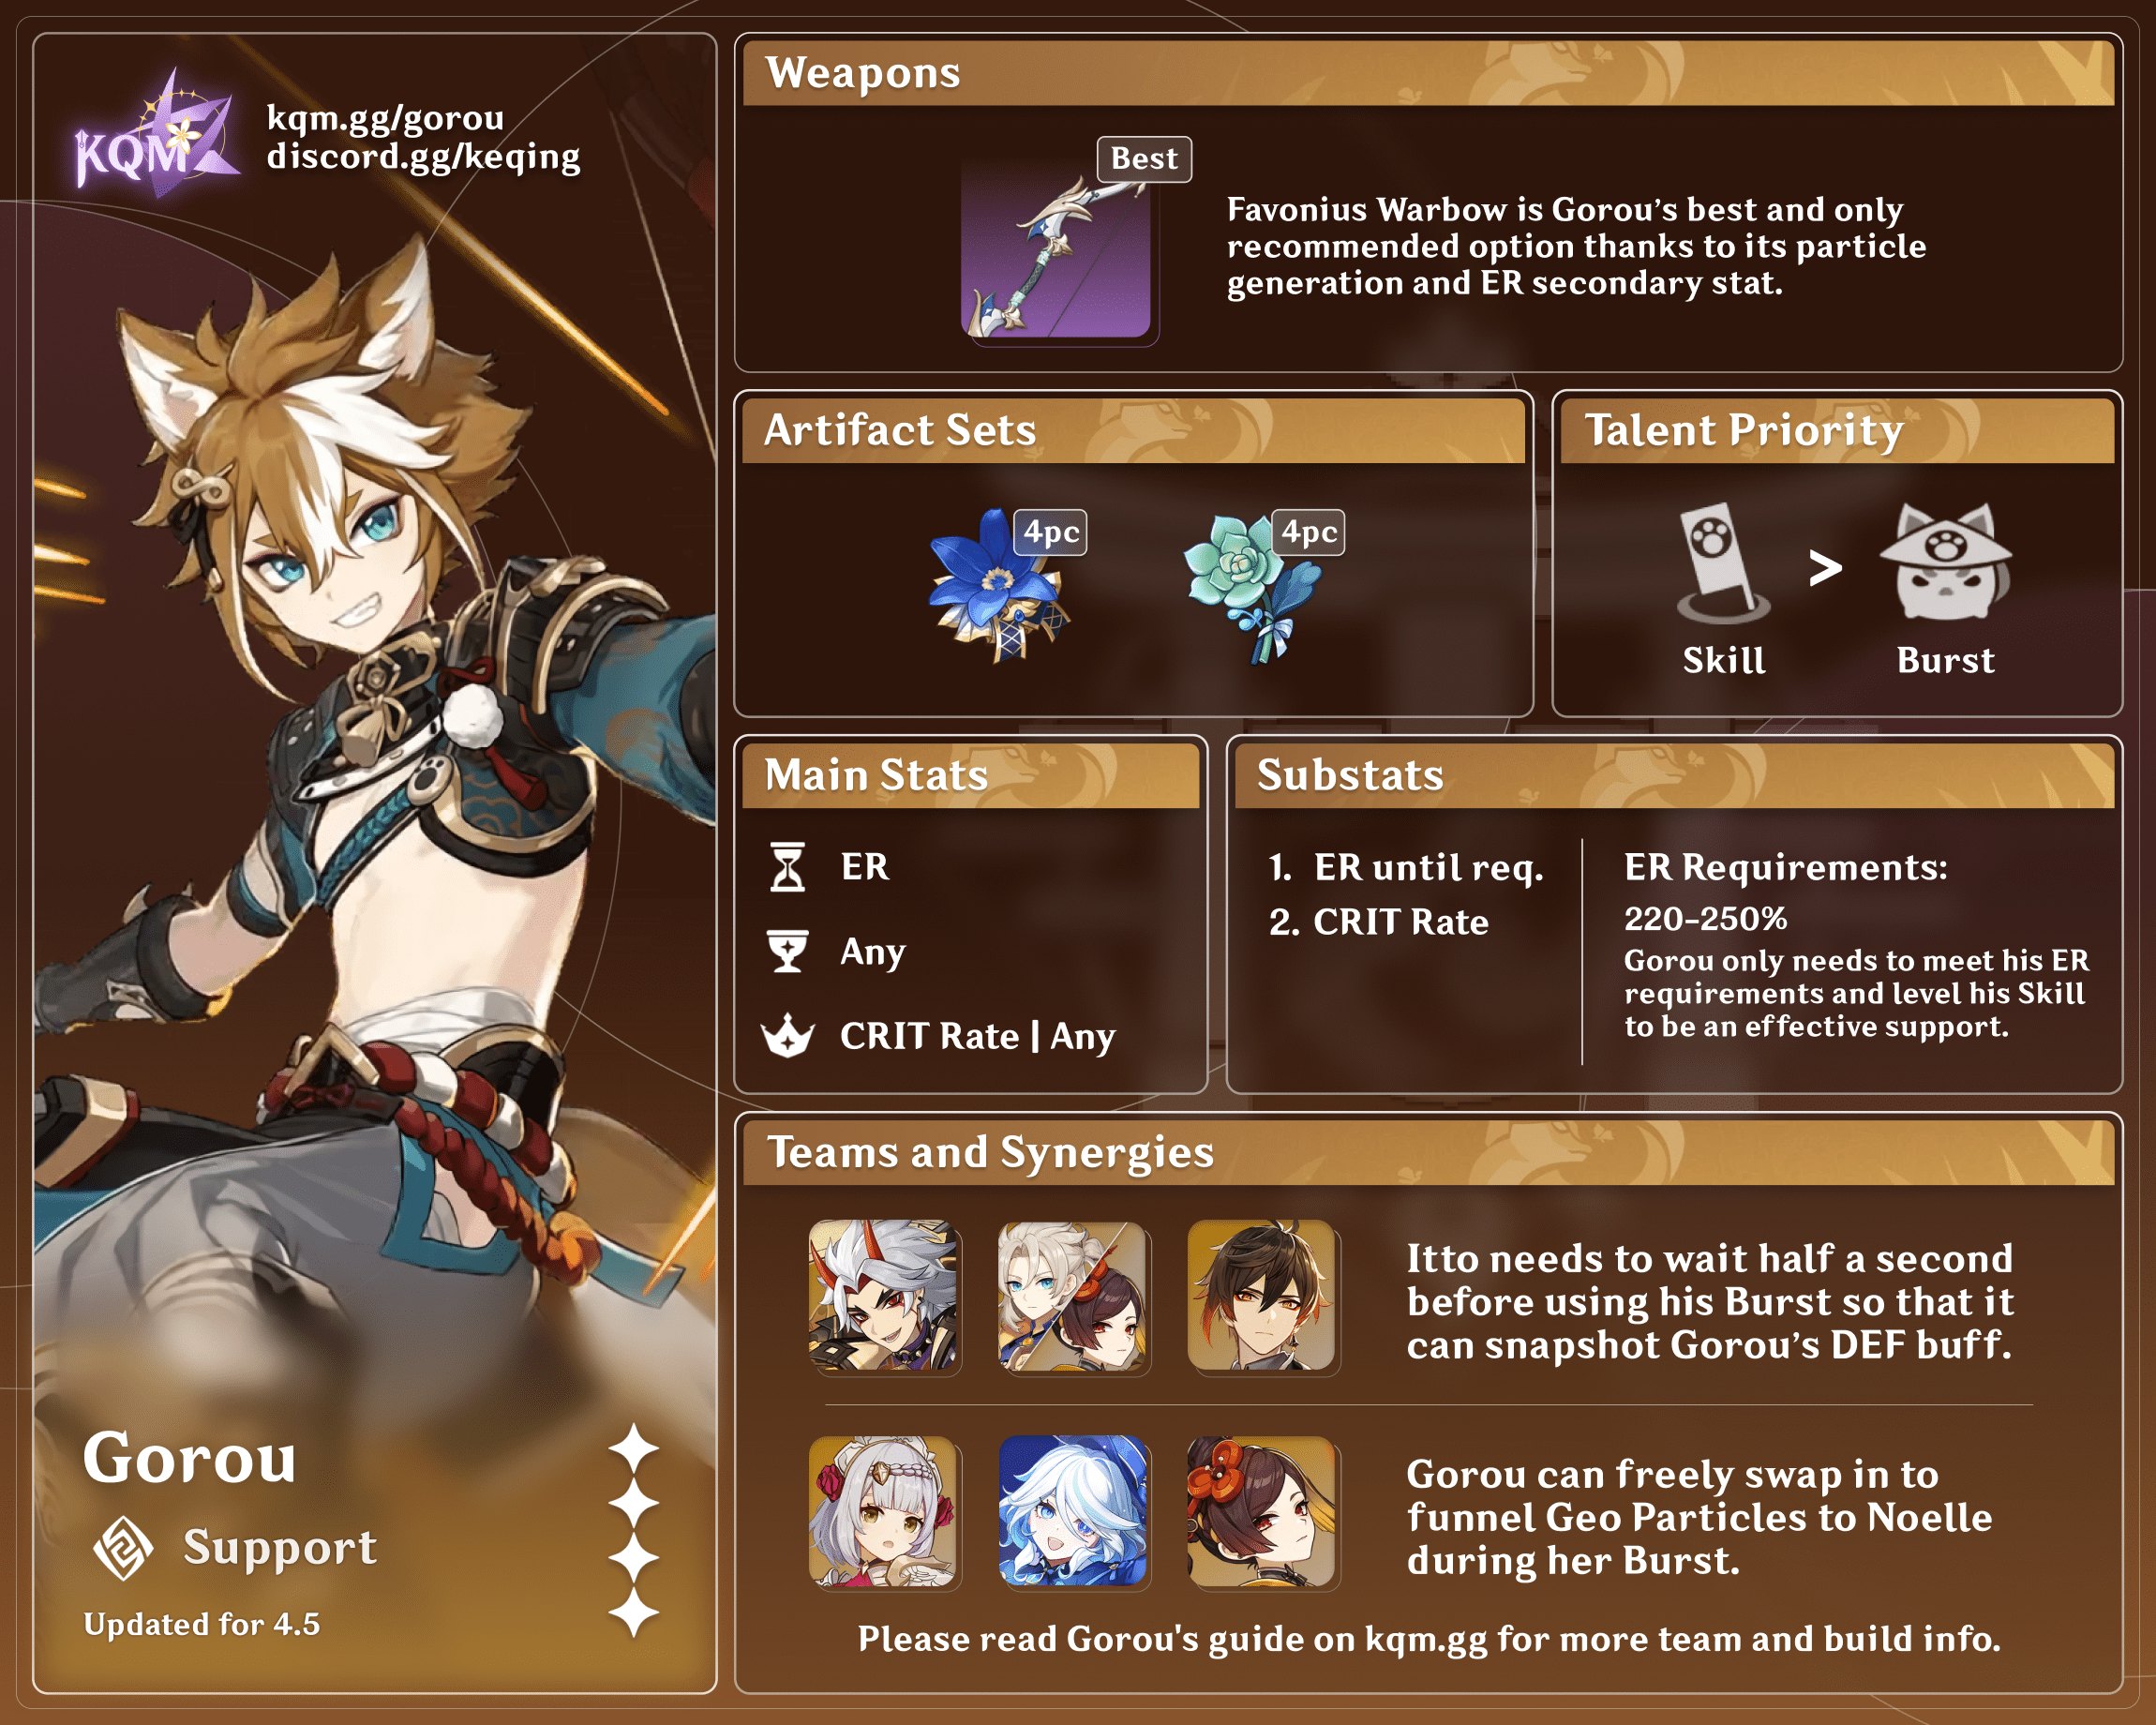 KQM
kqm.gg/gorou
discord.gg/keqing
Gorou
Support
Updated for 4.5
Weapons
Best
Favonius Warbow is Gorou’s best and only
recommended option thanks to its particle
generation and ER secondary stat.
Artifact Sets
4pc
4pc
Talent Priority
>
Skill
Burst
Main Stats
ER
Any
CRIT Rate | Any
Substats
1. ER until req.
2. CRIT Rate
ER Requirements:
220-250%
Gorou only needs to meet his ER
requirements and level his Skill
to be an effective support.
Teams and Synergies
Itto needs to wait half a second
before using his Burst so that it
can snapshot Gorou’s DEF buff.
Gorou can freely swap in to
funnel Geo Particles to Noelle
during her Burst.
Please read Gorou's guide on kqm.gg for more team and build info.